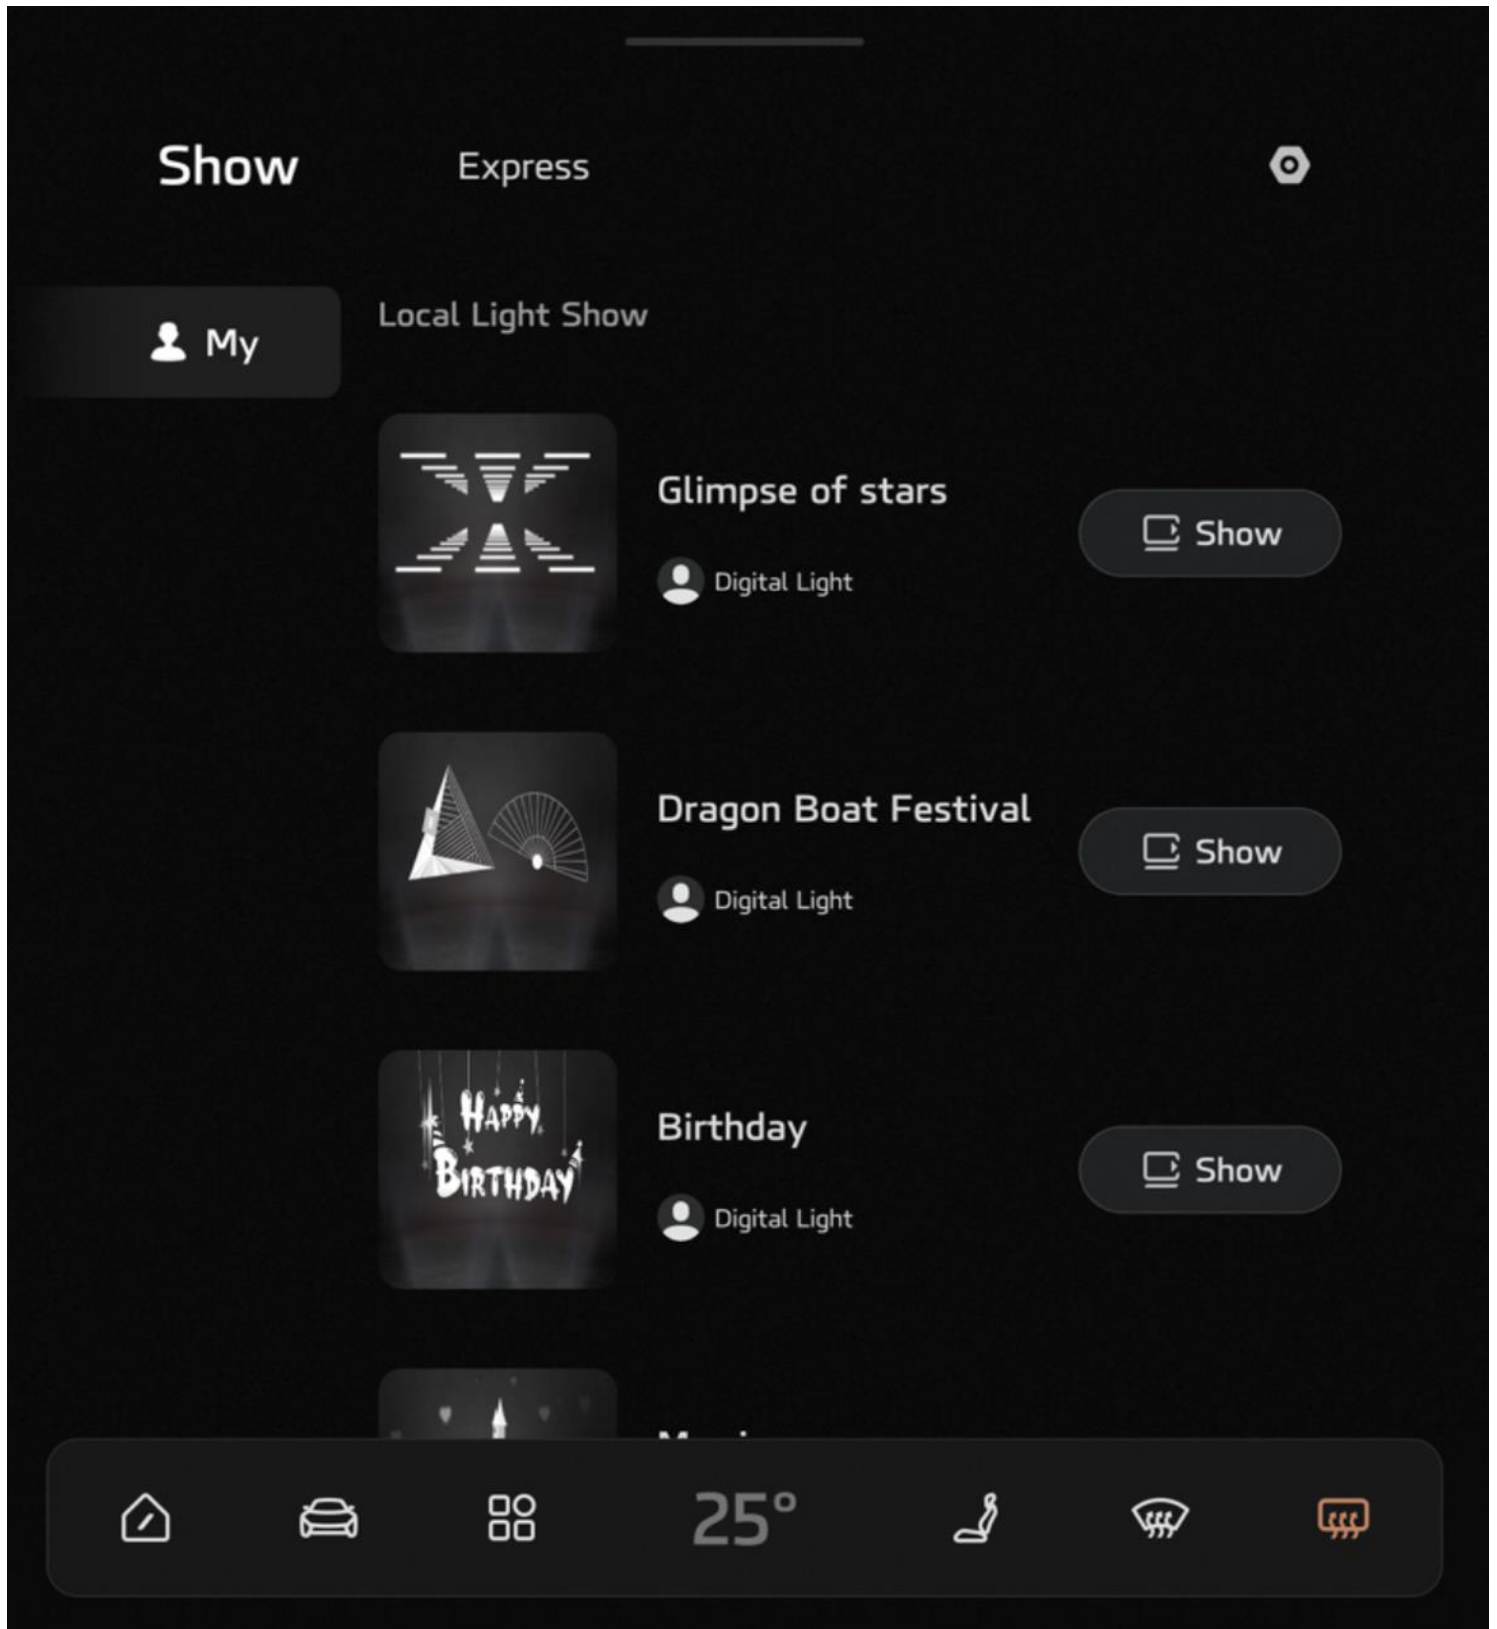 Show
Express
My
Local Light Show
Glimpse of stars
Digital Light
Show
Dragon Boat Festival
Digital Light
Show
HAPPY
BIRTHDAY
Birthday
Digital Light
Show
25°